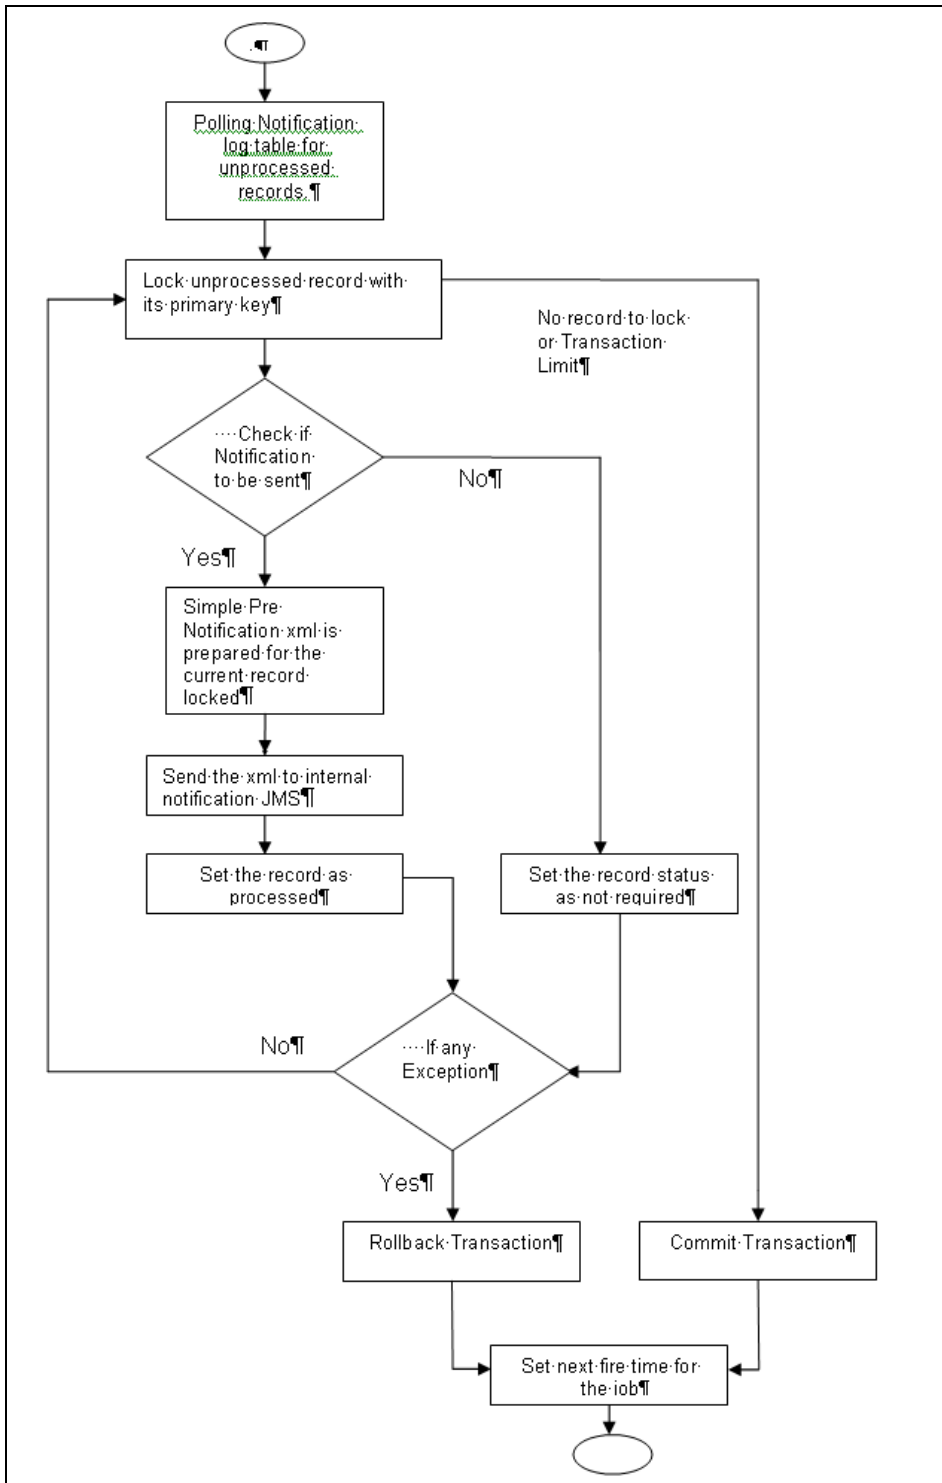 .¶
Polling·Notification·
log·table·for·
unprocessed·
records.¶
Lock·unprocessed·record·with·
its·primary·key¶
No·record·to·lock·
or·Transaction·
Limit¶
····Check·if·
Notification·
to·be·sent¶
No¶
Yes¶
Simple·Pre·
Notification·xml·is·
prepared·for·the·
current·record·
locked¶
Send·the·xml·to·internal·
notification·JMS¶
Set·the·record·as·
processed¶
Set·the·record·status·
as·not·required¶
No¶
····If·any·
Exception¶
Yes¶
Rollback·Transaction¶
Commit·Transaction¶
Set·next·fire·time·for·
the·job¶